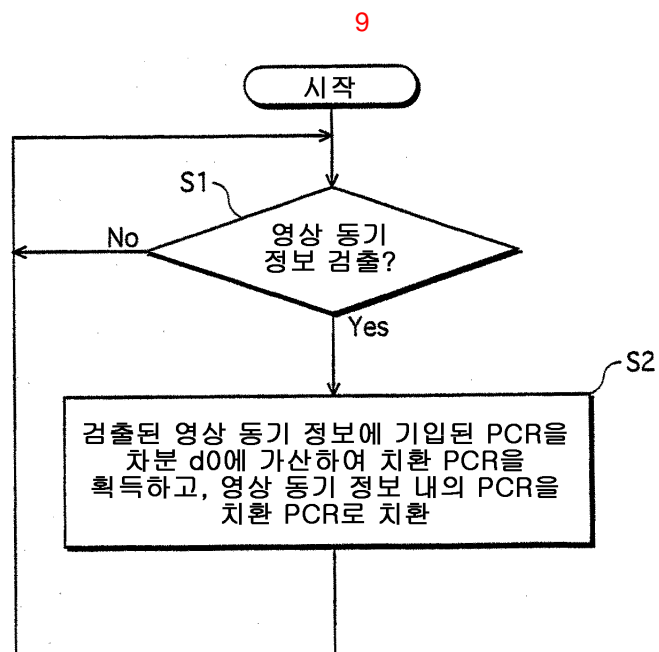 9
시작
S1
영상 동기
정보 검출?
No
Yes
S2
검출된 영상 동기 정보에 기입된 PCR을
차분 d0에 가산하여 치환 PCR을
획득하고, 영상 동기 정보 내의 PCR을
치환 PCR로 치환